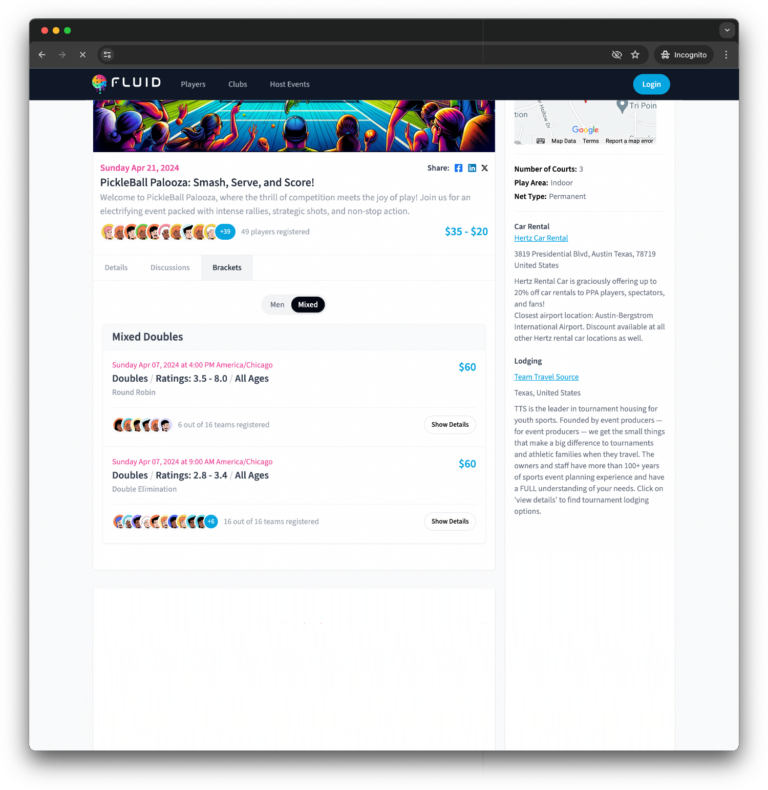 Incognito
FLUID
Players
Clubs
Host Events
Login
Sunday Apr 21, 2024
Share:
PickleBall Palooza: Smash, Serve, and Score!
Welcome to PickleBall Palooza, where the thrill of competition meets the joy of play! Join us for an
electrifying event packed with intense rallies, strategic shots, and non-stop action.
+39
49 players registered
$35 - $20
Details
Discussions
Brackets
Men
Mixed
Mixed Doubles
Sunday Apr 07, 2024 at 4:00 PM America/Chicago
$60
Doubles / Ratings: 3.5 - 8.0 / All Ages
Round Robin
6 out of 16 teams registered
Show Details
Sunday Apr 07, 2024 at 9:00 AM America/Chicago
$60
Doubles / Ratings: 2.8 - 3.4 / All Ages
Double Elimination
+6
16 out of 16 teams registered
Show Details
tion
Tri Poin
Google
Map Data
Terms
Report a map error
Number of Courts: 3
Play Area: Indoor
Net Type: Permanent
Car Rental
Hertz Car Rental
3819 Presidential Blvd, Austin Texas, 78719
United States
Hertz Rental Car is graciously offering up to
20% off car rentals to PPA players, spectators,
and fans!
Closest airport location: Austin-Bergstrom
International Airport. Discount available at all
other Hertz rental car locations as well.
Lodging
Team Travel Source
Texas, United States
TTS is the leader in tournament housing for
youth sports. Founded by event producers —
for event producers — we get the small things
that make a big difference to tournaments
and athletic families when they travel. The
owners and staff have more than 100+ years
of sports event planning experience and have
a FULL understanding of your needs. Click on
'view details' to find tournament lodging
options.